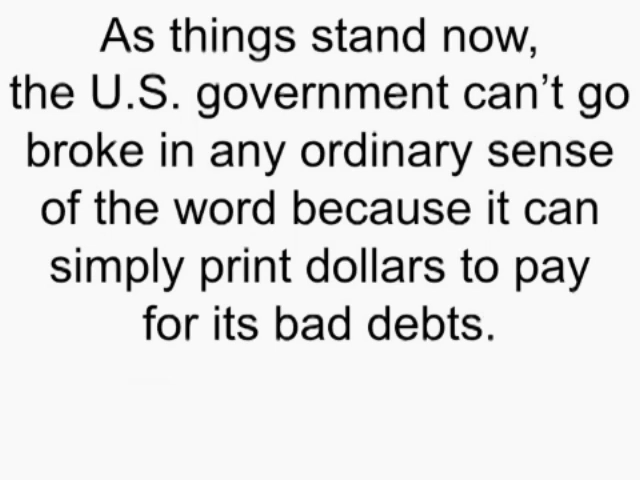 As things stand now,
the U.S. government can’t go
broke in any ordinary sense
of the word because it can
simply print dollars to pay
for its bad debts.